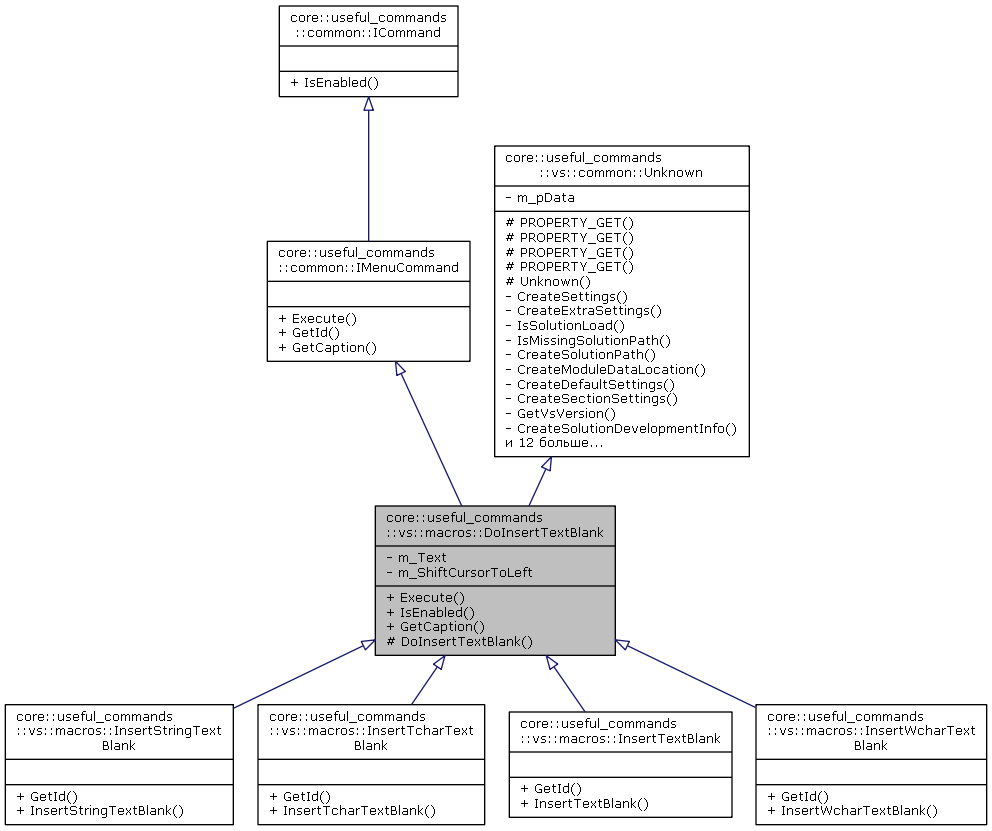 core::useful_commands
::common::ICommand
+ IsEnabled()
core::useful_commands
::vs::common::Unknown
- m_pData
# PROPERTY_GET()
# PROPERTY_GET()
# PROPERTY_GET()
# PROPERTY_GET()
# Unknown()
- CreateSettings()
- CreateExtraSettings()
- IsSolutionLoad()
- IsMissingSolutionPath()
- CreateSolutionPath()
- CreateModuleDataLocation()
- CreateDefaultSettings()
- CreateSectionSettings()
- GetVsVersion()
- CreateSolutionDevelopmentInfo()
и 12 больше...
core::useful_commands
::common::IMenuCommand
+ Execute()
+ GetId()
+ GetCaption()
core::useful_commands
::vs::macros::DoInsertTextBlank
- m_Text
- m_ShiftCursorToLeft
+ Execute()
+ IsEnabled()
+ GetCaption()
# DoInsertTextBlank()
core::useful_commands
::vs::macros::InsertStringText
Blank
+ GetId()
+ InsertStringTextBlank()
core::useful_commands
::vs::macros::InsertTcharText
Blank
+ GetId()
+ InsertTcharTextBlank()
core::useful_commands
::vs::macros::InsertTextBlank
+ GetId()
+ InsertTextBlank()
core::useful_commands
::vs::macros::InsertWcharText
Blank
+ GetId()
+ InsertWcharTextBlank()